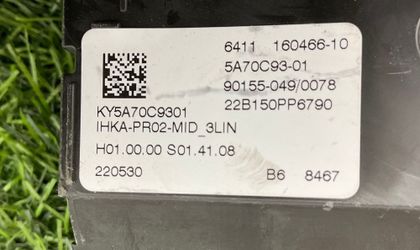 6411 160466-10
5A70C93-01
90155-049/0078
22B150PP6790
KY5A70C9301
IHKA-PR02-MID_3LIN
H01.00.00 S01.41.08
220530 B6 8467